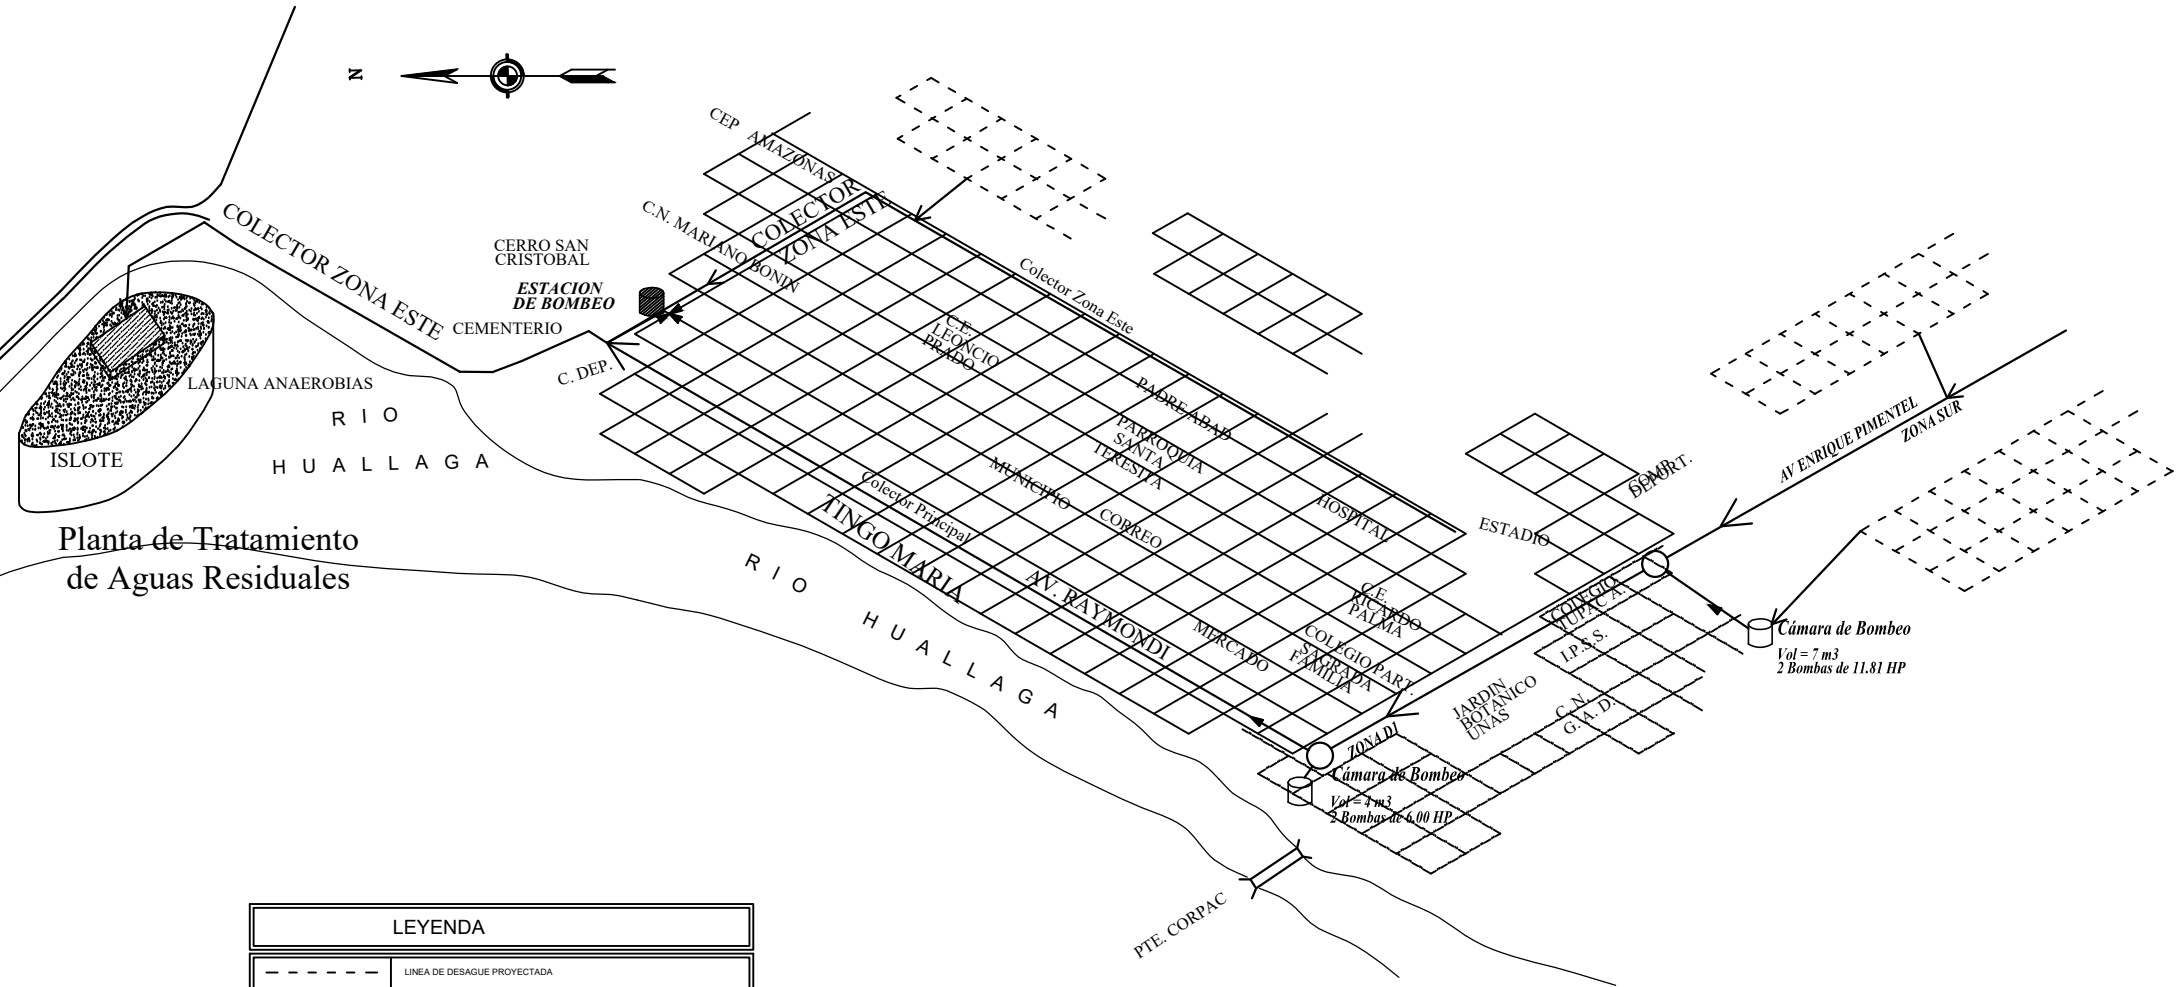 N
CEP AMAZONAS
COLECTOR
ZONA ESTE
C.N. MARIANO BONIN
COLECTOR ZONA ESTE
CERRO SAN
CRISTOBAL
ESTACION
DE BOMBEO
CEMENTERIO
C. DEP.
Colector Zona Este
C.E.
LEONCIO
PRADO
PADRE ABAD
PARROQUIA
SANTA
TERESITA
LAGUNA ANAEROBIAS
RIO
HUALLAGA
ISLOTE
Planta de Tratamiento
de Aguas Residuales
MUNICIPIO
CORREO
HOSPITAL
ESTADIO
COMP.
DEPORT.
AV ENRIQUE PIMENTEL
ZONA SUR
Colector Principal
TINGO MARIA
AV. RAYMONDI
RIO
HUALLAGA
MERCADO
C.E.
RICARDO
PALMA
COLEGIO PART.
SAGRADA
FAMILIA
COLEGIO
TUPAC A.
I.P.S.S.
JARDIN
BOTANICO
UNAS
C. N.
G. A. D.
Cámara de Bombeo
Vol = 7 m3
2 Bombas de 11.81 HP
ZONA D1
Cámara de Bombeo
Vol = 4 m3
2 Bombas de 6.00 HP
PTE. CORPAC
LEYENDA
LINEA DE DESAGUE PROYECTADA